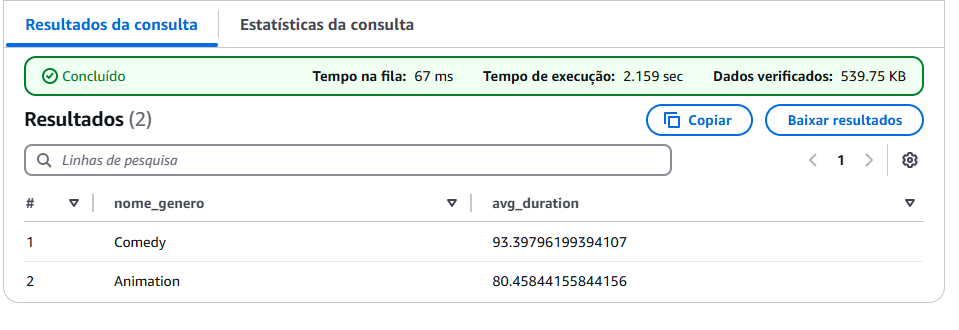 Resultados da consulta Estatísticas da consulta
Concluído Tempo na fila: 67 ms Tempo de execução: 2.159 sec Dados verificados: 539.75 KB
Resultados (2) Copiar Baixar resultados
Linhas de pesquisa 1
# nome_genero avg_duration
1 Comedy 93.39796199394107
2 Animation 80.45844155844156